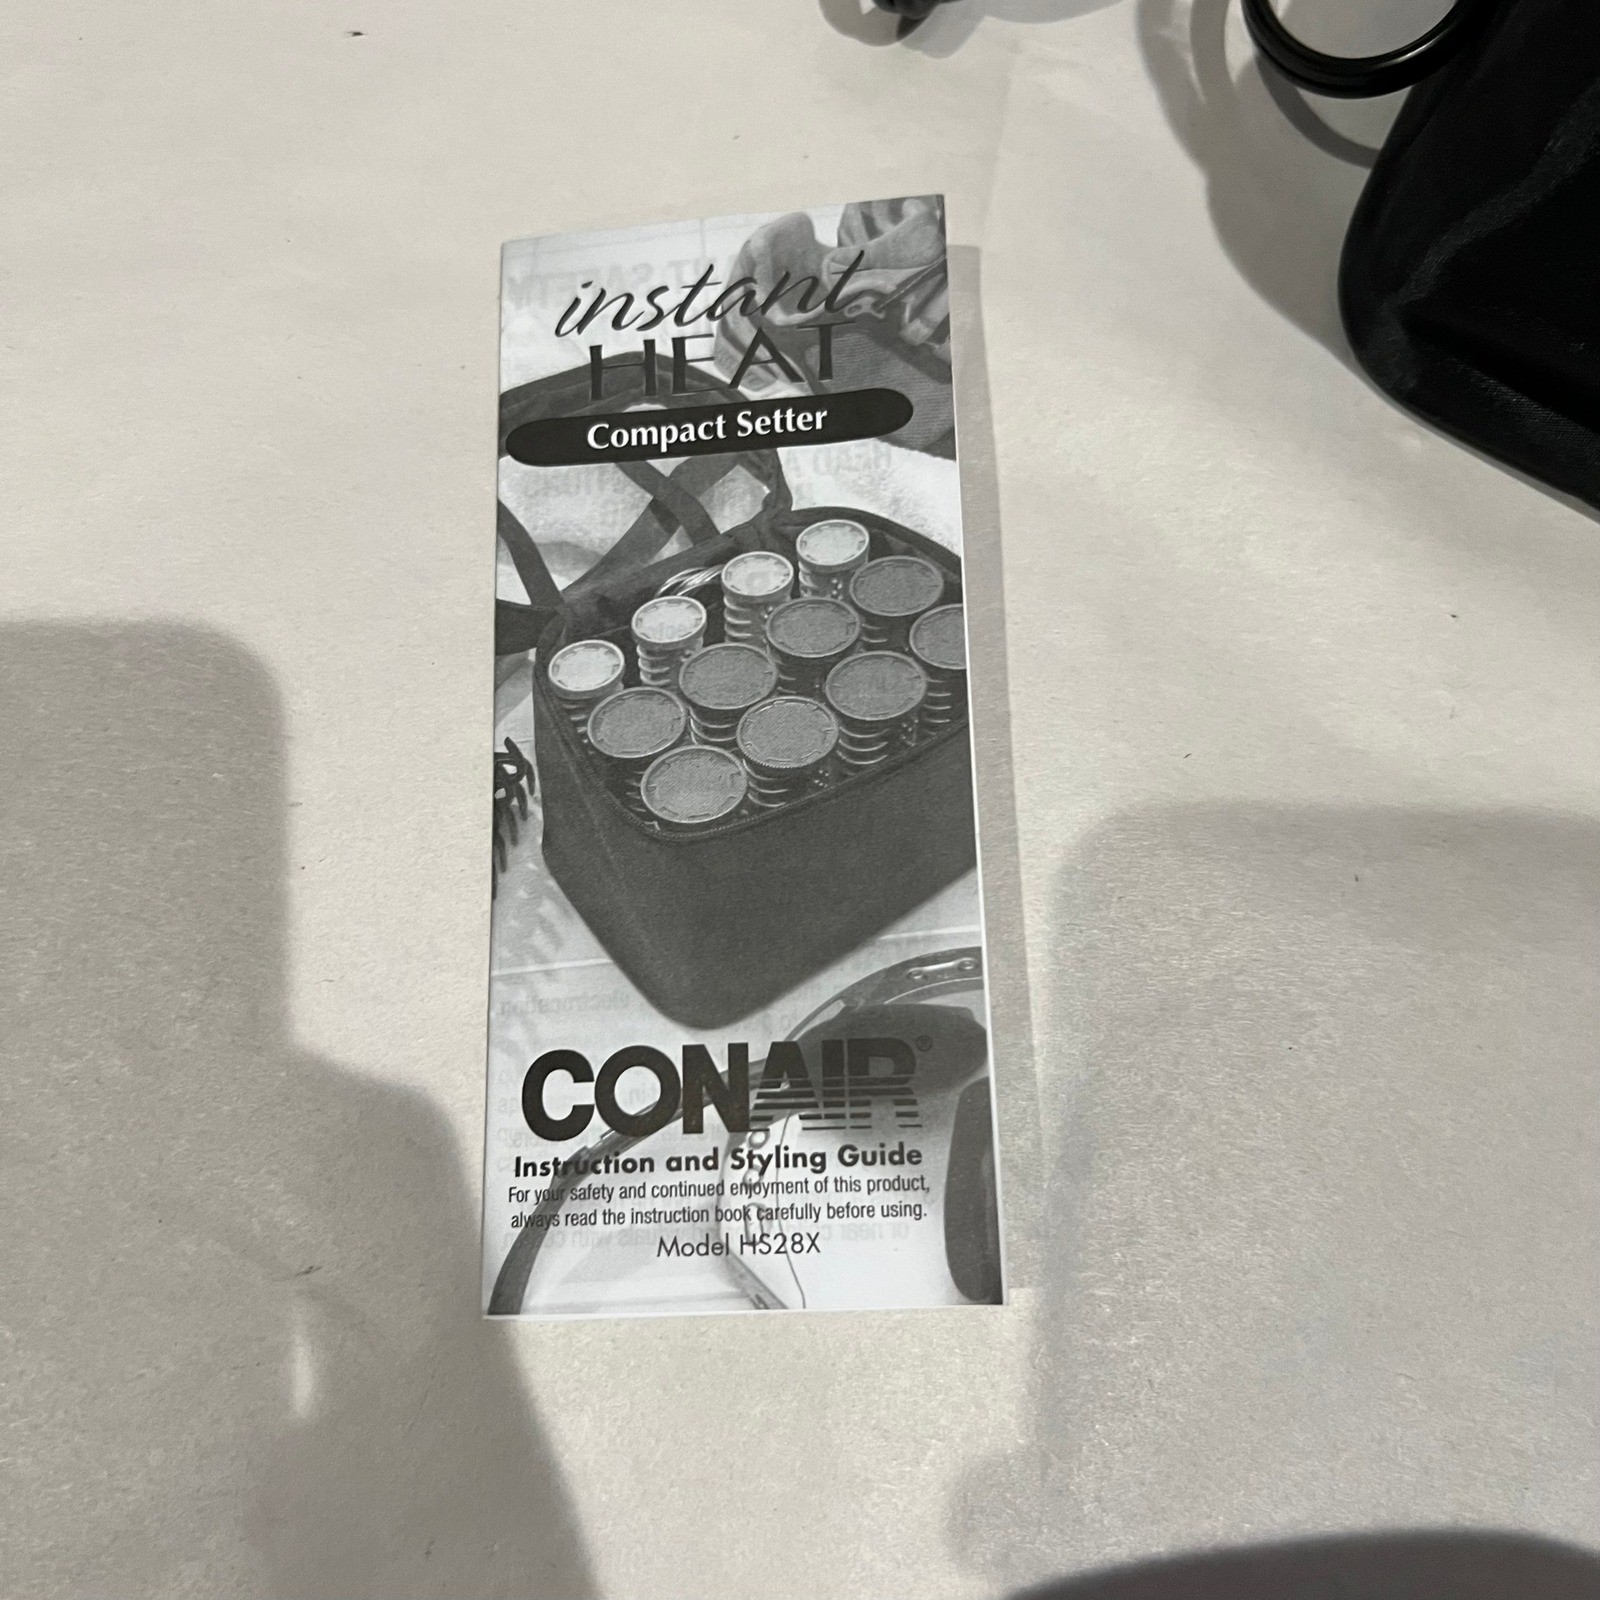 instant
HEAT
Compact Setter
CONAIR®
Instruction and Styling Guide
For your safety and continued enjoyment of this product,
always read the instruction book carefully before using.
Model HS28X